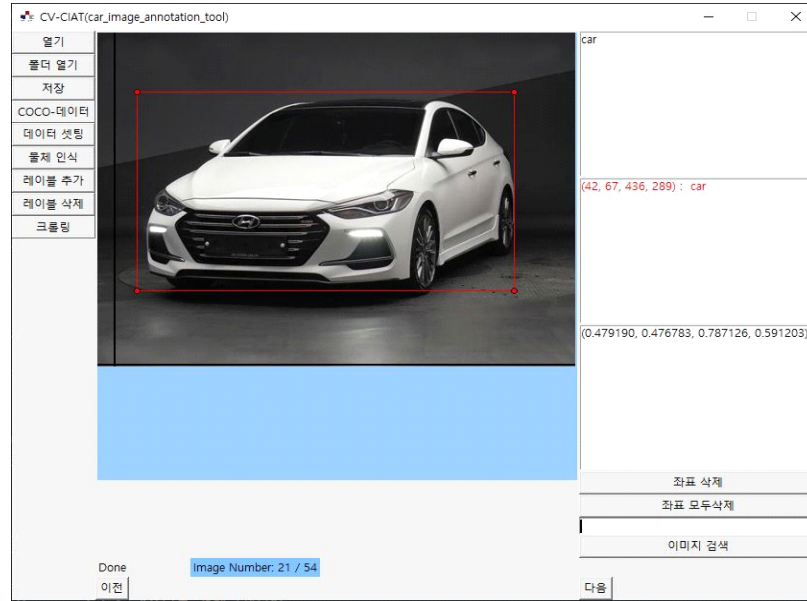 CV-CIAT(car_image_annotation_tool)
열기
폴더 열기
저장
COCO-데이터
데이터 셋팅
물체 인식
레이블 추가
레이블 삭제
크롤링
car
(42, 67, 436, 289) : car
(0.479190, 0.476783, 0.787126, 0.591203)
좌표 삭제
좌표 모두삭제
이미지 검색
Done
Image Number: 21 / 54
이전
다음